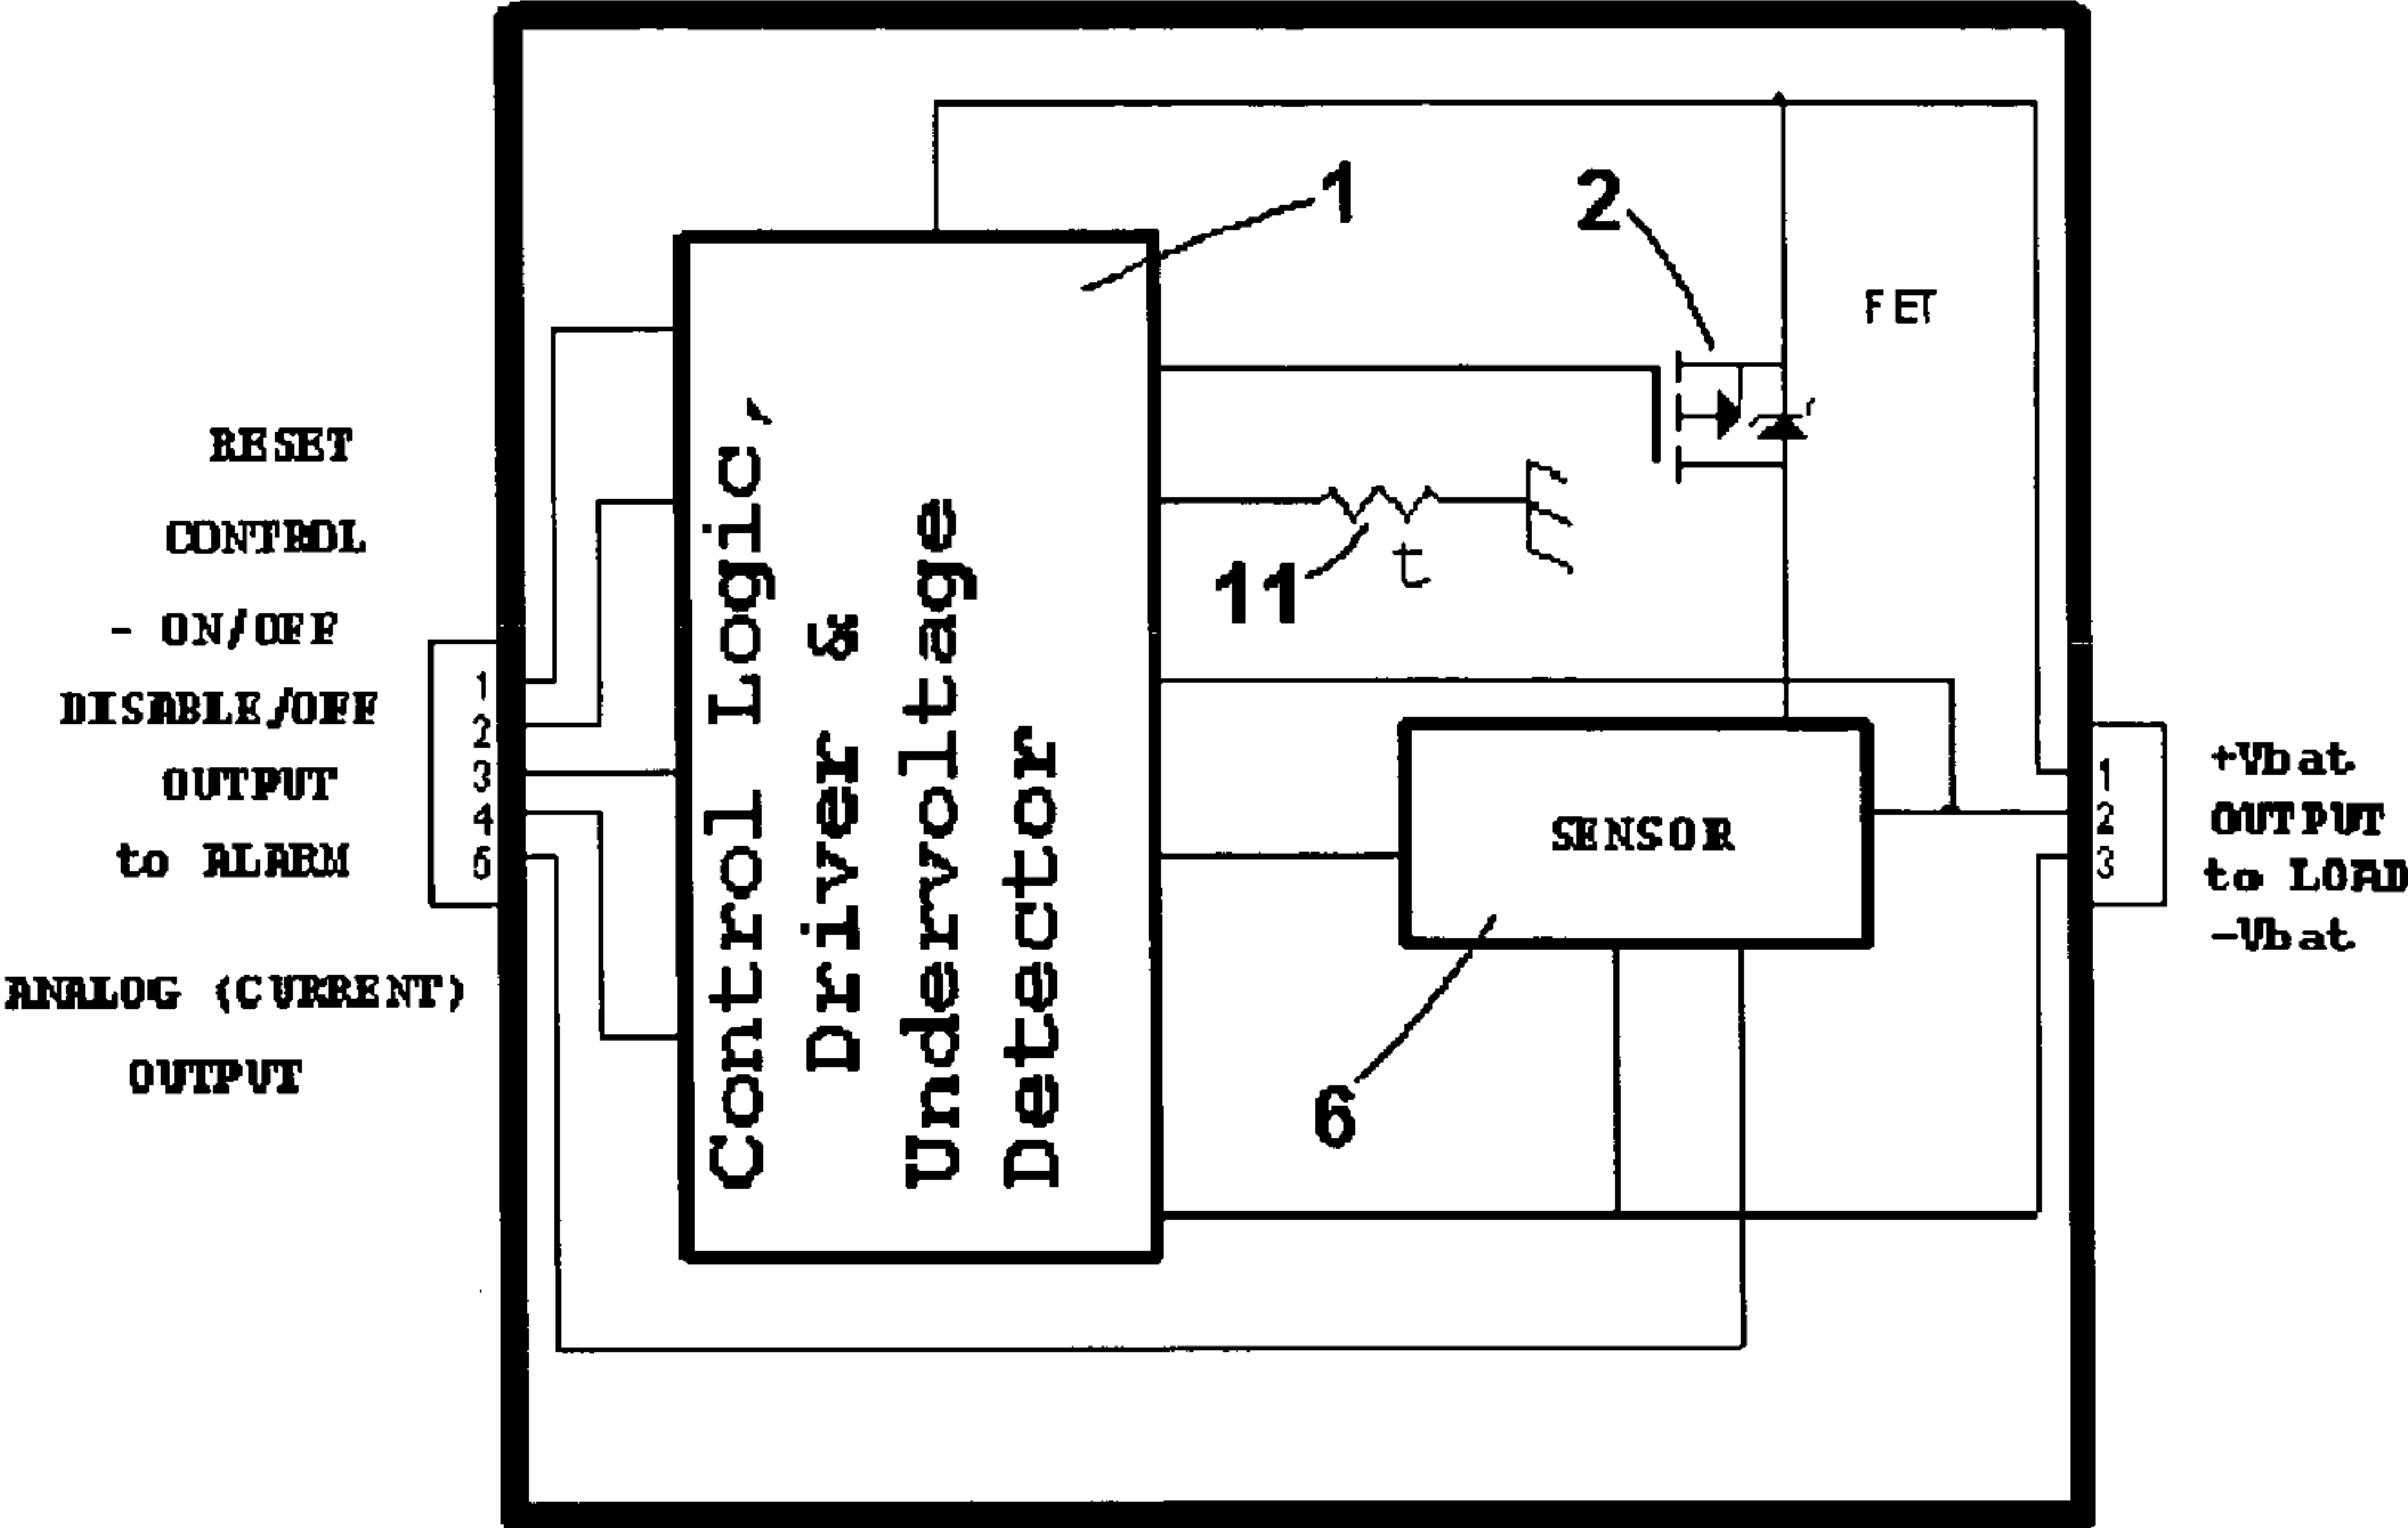 RESET
CONTROL
- ON/OFF
DISABLE/OFF
OUTPUT
to ALARM
ANALOG (CURRENT)
OUTPUT
1
2
3
4
5
Control Logic,
Driver &
Undervoltage
Detector
1
2
FET
11
t
SENSOR
6
1
2
3
+Vbat
OUTPUT
to LOAD
-Vbat